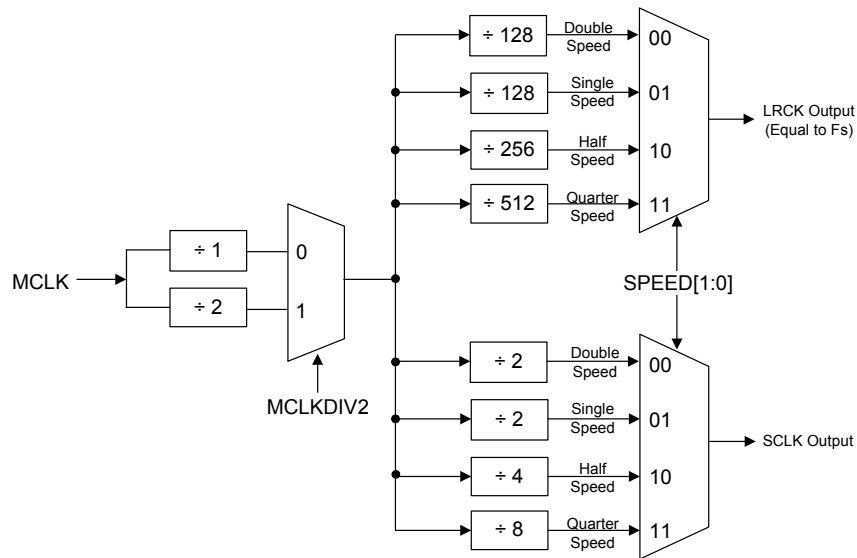 ÷ 128
Double
Speed
00
÷ 128
Single
Speed
01
÷ 256
Half
Speed
10
÷ 512
Quarter
Speed
11
LRCK Output
(Equal to Fs)
MCLK
÷ 1
0
÷ 2
1
MCLKDIV2
SPEED[1:0]
÷ 2
Double
Speed
00
÷ 2
Single
Speed
01
÷ 4
Half
Speed
10
÷ 8
Quarter
Speed
11
SCLK Output